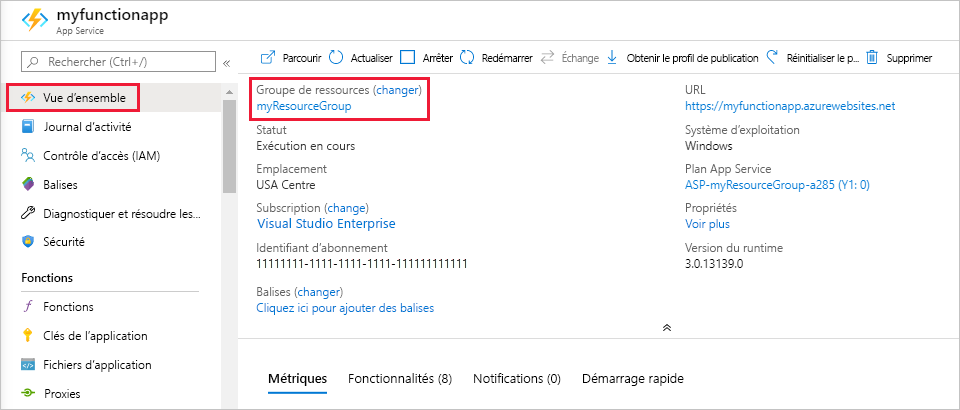 myfunctionapp
App Service
Rechercher (Ctrl+/)
«
Parcourir Actualiser Arrêter Redémarrer Échange Obtenir le profil de publication Réinitialiser le p... Supprimer
Vue d'ensemble
Journal d'activité
Contrôle d'accès (IAM)
Balises
Diagnostiquer et résoudre les...
Sécurité
Fonctions
Fonctions
Clés de l'application
Fichiers d'application
Proxies
Groupe de ressources (changer)
myResourceGroup
Statut
Exécution en cours
Emplacement
USA Centre
Subscription (change)
Visual Studio Enterprise
Identifiant d'abonnement
11111111-1111-1111-1111-111111111111
Balises (changer)
Cliquez ici pour ajouter des balises
URL
https://myfunctionapp.azurewebsites.net
Système d'exploitation
Windows
Plan App Service
ASP-myResourceGroup-a285 (Y1: 0)
Propriétés
Voir plus
Version du runtime
3.0.13139.0
Métriques Fonctionnalités (8) Notifications (0) Démarrage rapide